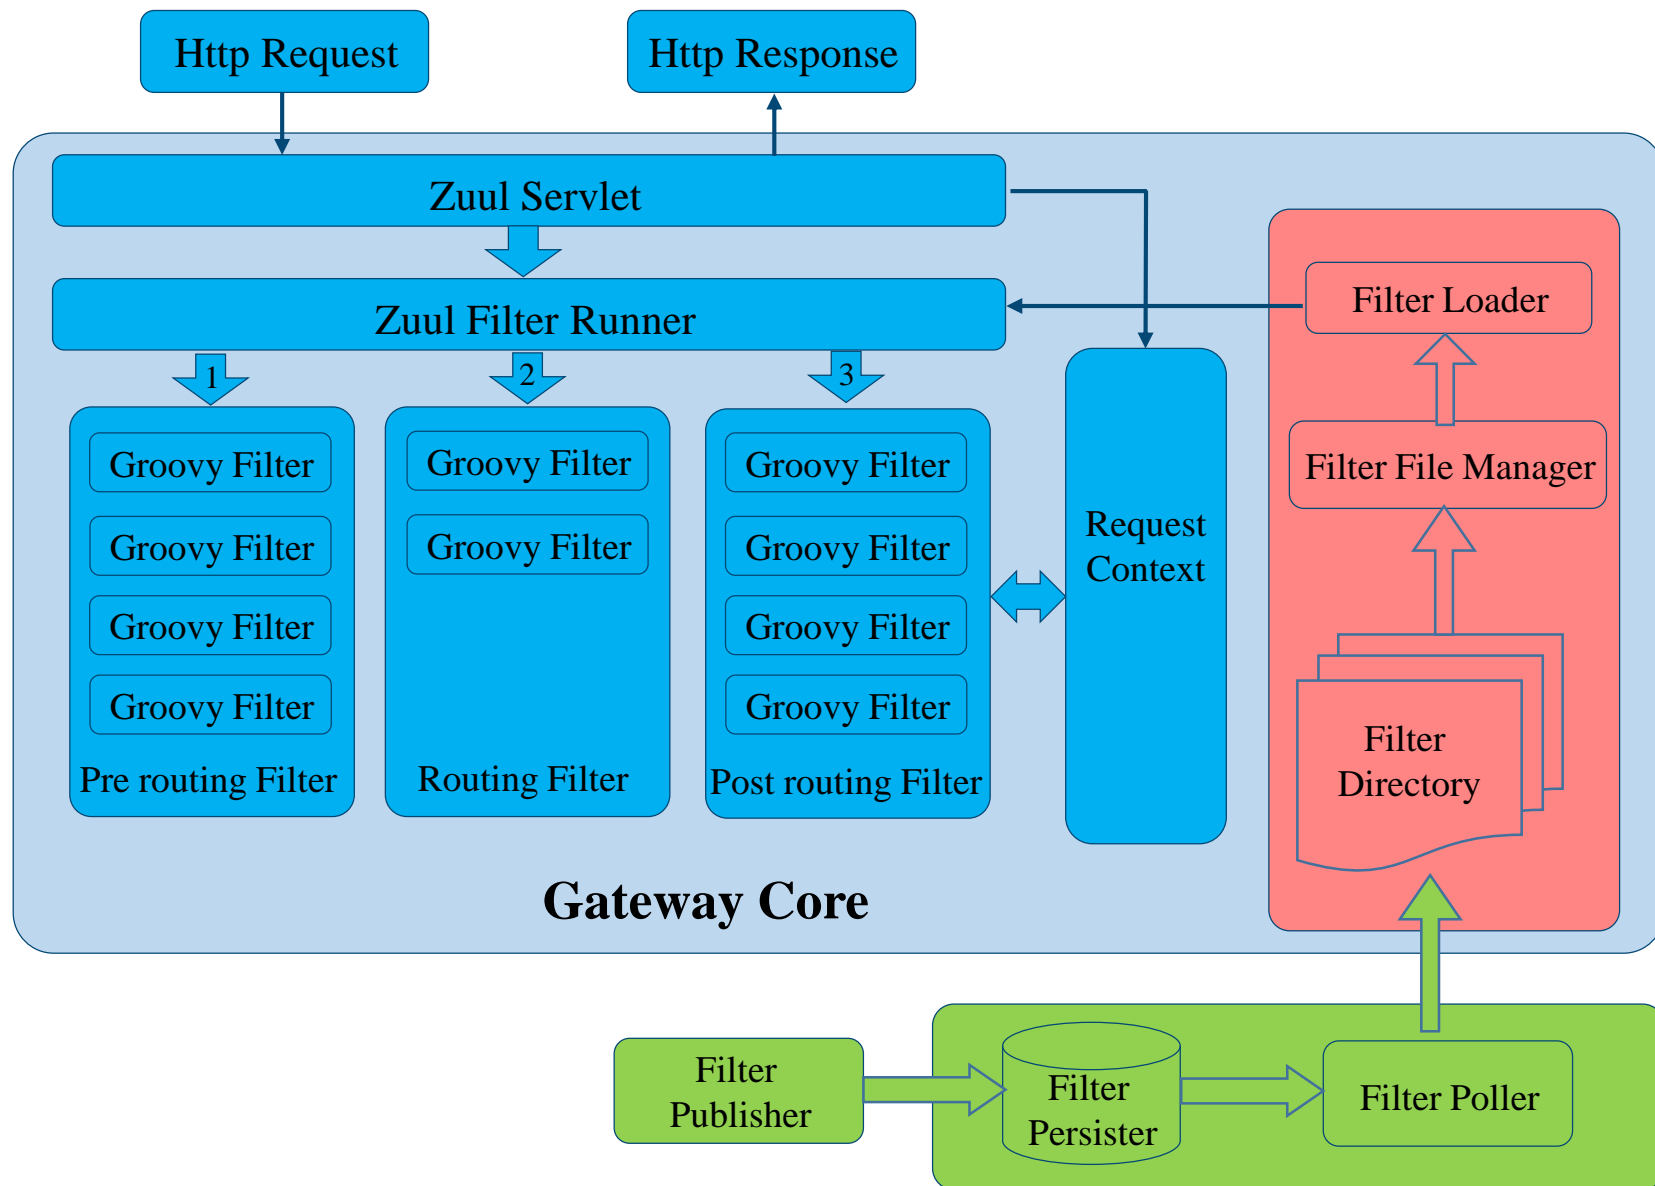 Http Request
Http Response
Zuul Servlet
Zuul Filter Runner
1
2
3
Groovy Filter
Groovy Filter
Groovy Filter
Groovy Filter
Pre routing Filter
Groovy Filter
Groovy Filter
Routing Filter
Groovy Filter
Groovy Filter
Groovy Filter
Groovy Filter
Post routing Filter
Request
Context
Filter Loader
Filter File Manager
Filter
Directory
Gateway Core
Filter
Publisher
Filter
Persister
Filter Poller